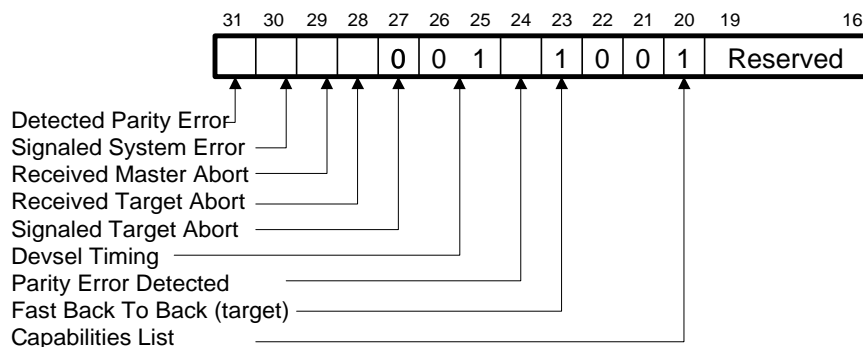 31 30 29 28 27 26 25 24 23 22 21 20 19 16
0 0 1 1 0 0 1 Reserved
Detected Parity Error
Signaled System Error
Received Master Abort
Received Target Abort
Signaled Target Abort
Devsel Timing
Parity Error Detected
Fast Back To Back (target)
Capabilities List